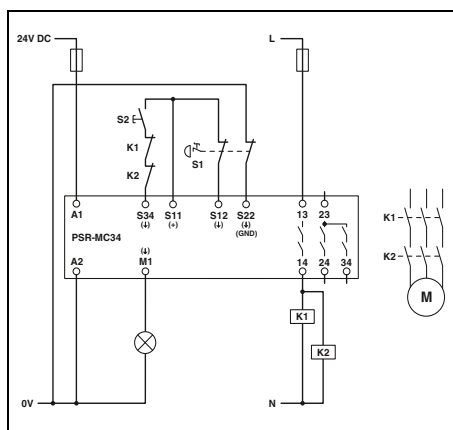 24V DC
L
S2
K1
S1
K2
A1
S34
S11
S12
S22
13
23
(↓)
(+)
(↓)
(↓)
(GND)
PSR-MC34
K1
(↓)
A2
M1
14
24
34
K2
M
K1
K2
0V
N